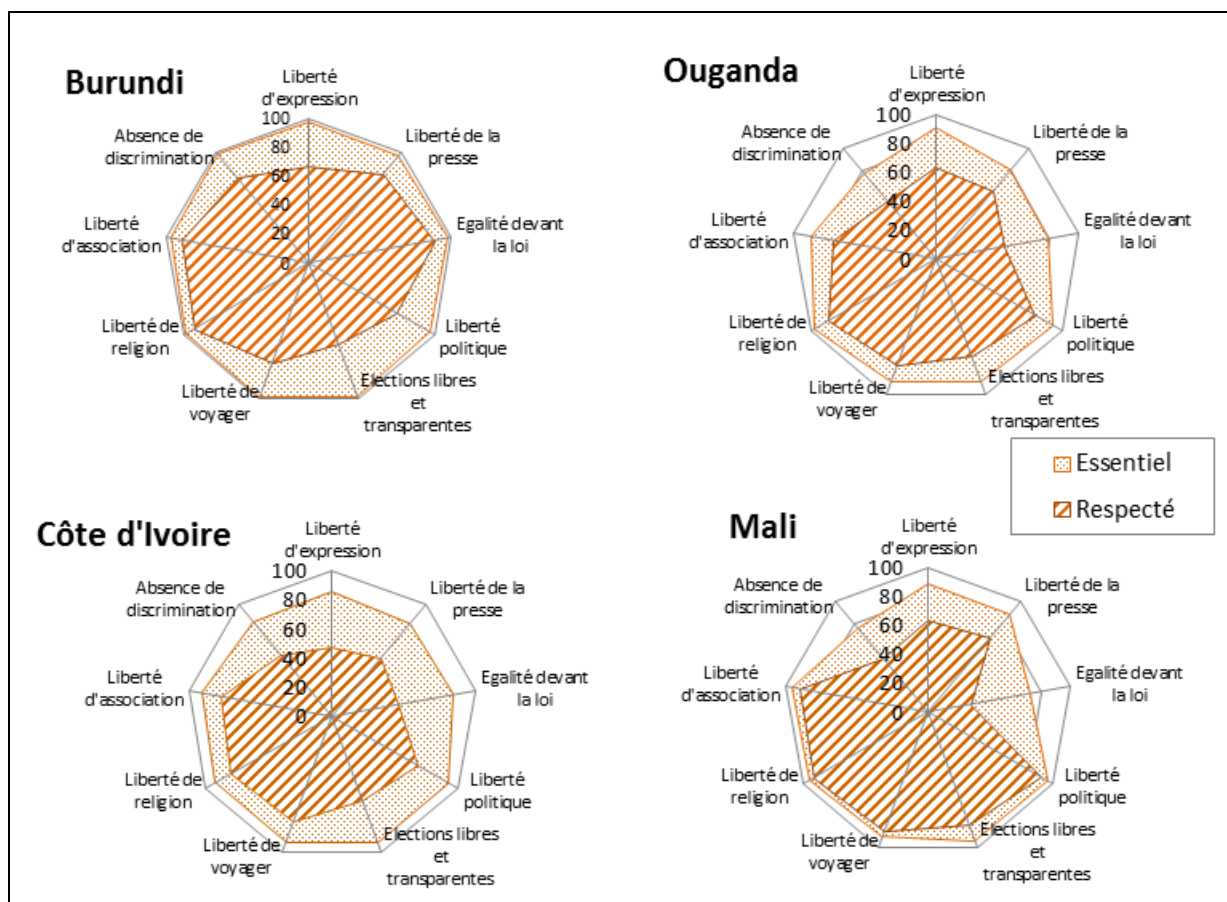 Burundi
Liberté
d'expression
Liberté de la
presse
Egalité devant
la loi
Liberté
politique
Elections libres
et
transparentes
Liberté de
voyager
Liberté de
religion
Liberté
d'association
Absence de
discrimination
100
80
60
40
20
0
Ouganda
Liberté
d'expression
Liberté de la
presse
Egalité devant
la loi
Liberté
politique
Elections libres
et
transparentes
Liberté de
voyager
Liberté de
religion
Liberté
d'association
Absence de
discrimination
100
80
60
40
20
0
Essentiel
Respecté
Côte d'Ivoire
Liberté
d'expression
Liberté de la
presse
Egalité devant
la loi
Liberté
politique
Elections libres
et
transparentes
Liberté de
voyager
Liberté de
religion
Liberté
d'association
Absence de
discrimination
100
80
60
40
20
0
Mali
Liberté
d'expression
Liberté de la
presse
Egalité devant
la loi
Liberté
politique
Elections libres
et
transparentes
Liberté de
voyager
Liberté de
religion
Liberté
d'association
Absence de
discrimination
100
80
60
40
20
0